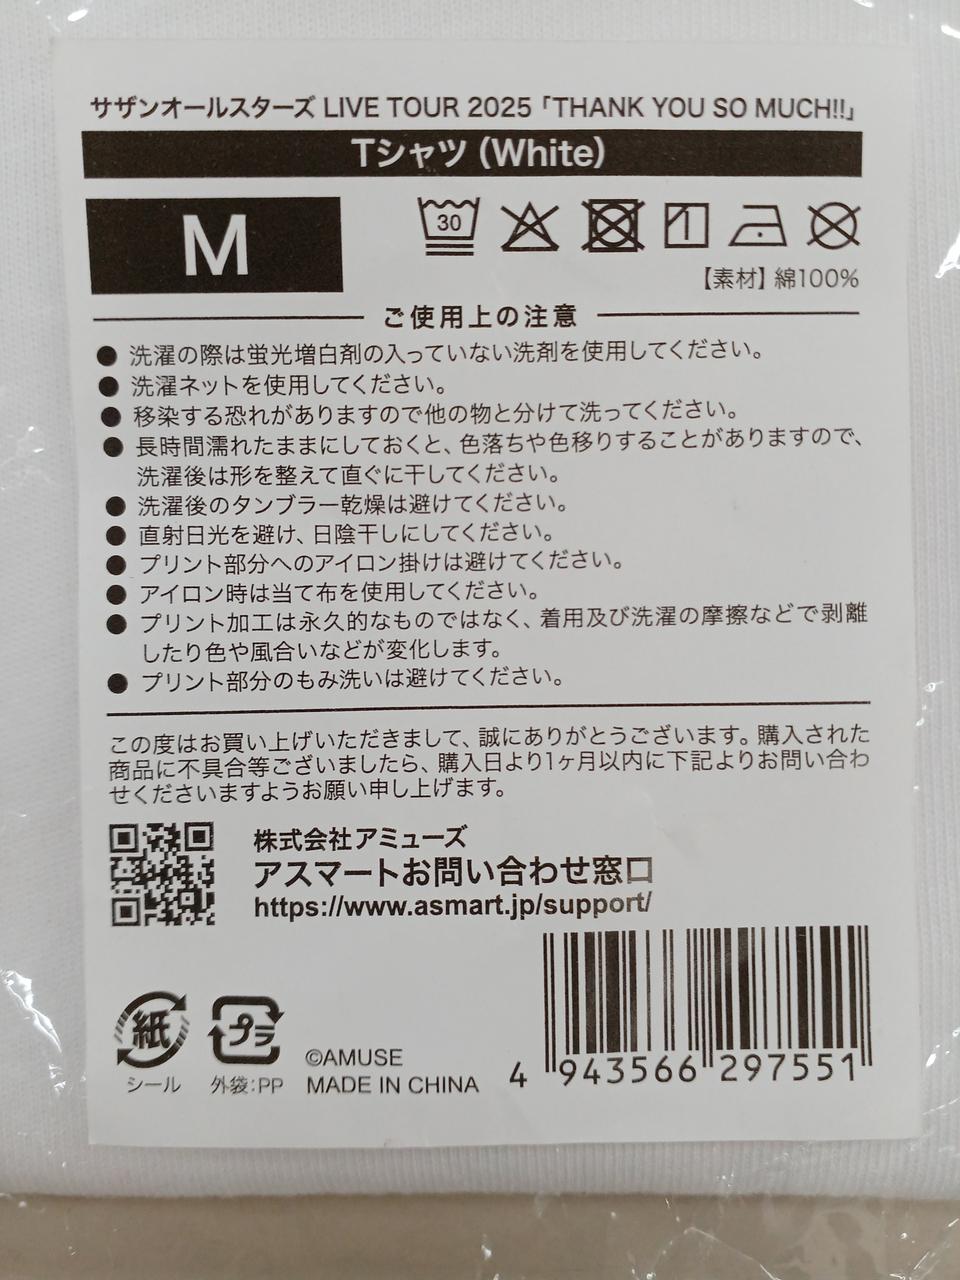 サザンオールスターズ LIVE TOUR 2025 「THANK YOU SO MUCH!!」
Tシャツ (White)
M
30
【素材】 綿100%
ご使用上の注意
● 洗濯の際は蛍光増白剤の入っていない洗剤を使用してください。
● 洗濯ネットを使用してください。
● 移染する恐れがありますので他の物と分けて洗ってください。
● 長時間濡れたままにしておくと、色落ちや色移りすることがありますので、
洗濯後は形を整えて直ぐに干してください。
● 洗濯後のタンブラー乾燥は避けてください。
● 直射日光を避け、日陰干しにしてください。
● プリント部分へのアイロン掛けは避けてください。
● アイロン時は当て布を使用してください。
● プリント加工は永久的なものではなく、着用及び洗濯の摩擦などで剥離
したり色や風合いなどが変化します。
● プリント部分のもみ洗いは避けてください。
この度はお買い上げいただきまして、誠にありがとうございます。購入された
商品に不具合等ございましたら、購入日より1ヶ月以内に下記よりお問い合わ
せくださいますようお願い申し上げます。
株式会社アミューズ
アスマートお問い合わせ窓口
https://www.asmart.jp/support/
紙
シール
プラ
外袋:PP
©AMUSE
MADE IN CHINA
4 943566 297551